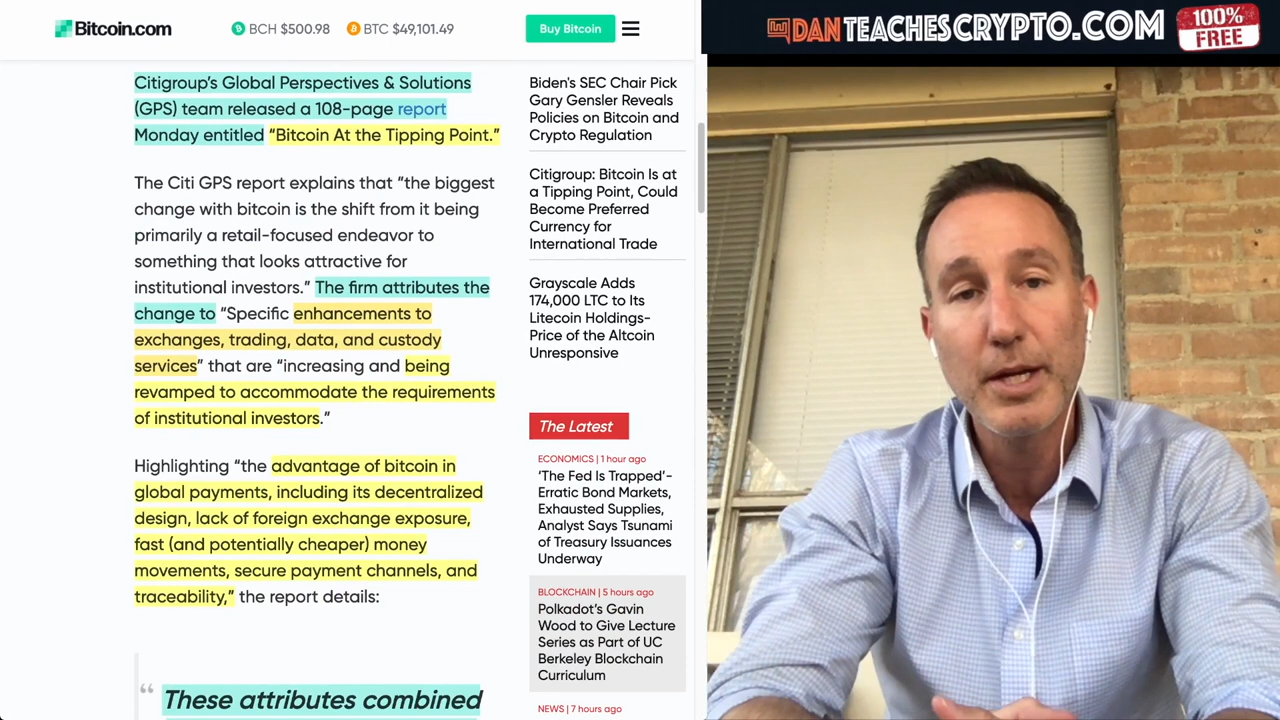 Bitcoin.com
BCH $500.98
BTC $49,101.49
Buy Bitcoin
DANTEACHESCRYPTO.COM
100%
FREE
Citigroup's Global Perspectives & Solutions
(GPS) team released a 108-page report
Monday entitled “Bitcoin At the Tipping Point.”
The Citi GPS report explains that “the biggest
change with bitcoin is the shift from it being
primarily a retail-focused endeavor to
something that looks attractive for
institutional investors.” The firm attributes the
change to “Specific enhancements to
exchanges, trading, data, and custody
services” that are “increasing and being
revamped to accommodate the requirements
of institutional investors.”
Highlighting “the advantage of bitcoin in
global payments, including its decentralized
design, lack of foreign exchange exposure,
fast (and potentially cheaper) money
movements, secure payment channels, and
traceability,” the report details:
“ These attributes combined
Biden's SEC Chair Pick
Gary Gensler Reveals
Policies on Bitcoin and
Crypto Regulation
Citigroup: Bitcoin Is at
a Tipping Point, Could
Become Preferred
Currency for
International Trade
Grayscale Adds
174,000 LTC to Its
Litecoin Holdings-
Price of the Altcoin
Unresponsive
The Latest
ECONOMICS | 1 hour ago
‘The Fed Is Trapped’-
Erratic Bond Markets,
Exhausted Supplies,
Analyst Says Tsunami
of Treasury Issuances
Underway
BLOCKCHAIN | 5 hours ago
Polkadot's Gavin
Wood to Give Lecture
Series as Part of UC
Berkeley Blockchain
Curriculum
NEWS | 7 hours ago